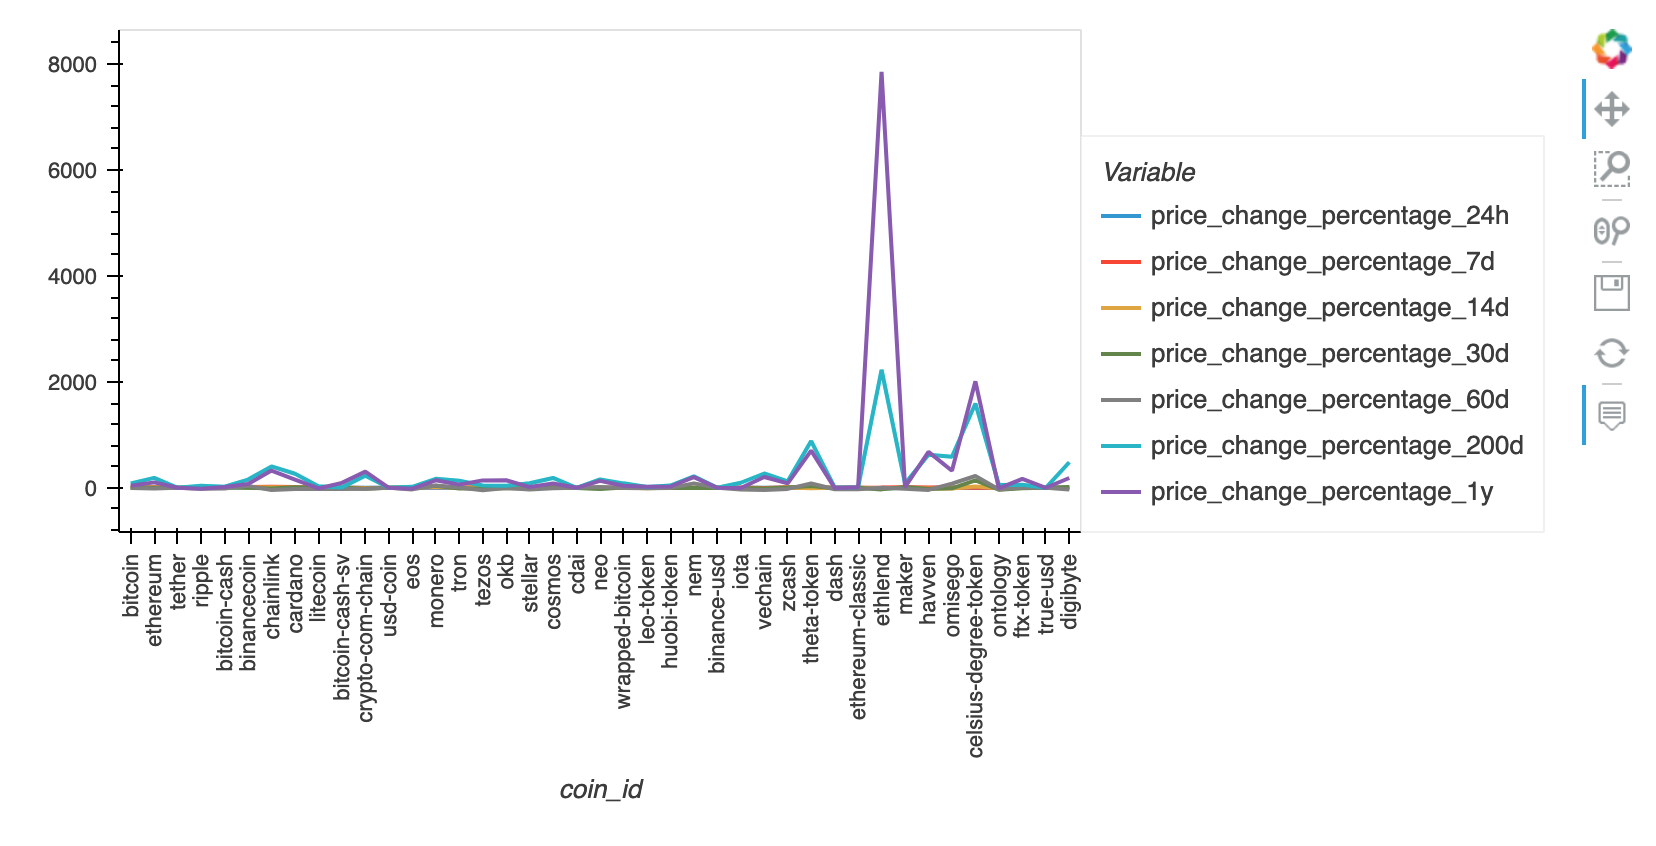 8000
6000
4000
2000
0
bitcoin
ethereum
tether
ripple
bitcoin-cash
binancecoin
chainlink
cardano
litecoin
bitcoin-cash-sv
crypto-com-chain
usd-coin
eos
monero
tron
tezos
okb
stellar
cosmos
cdai
neo
wrapped-bitcoin
leo-token
huobi-token
nem
binance-usd
iota
vechain
zcash
theta-token
dash
ethereum-classic
ethlend
maker
havven
omisego
celsius-degree-token
ontology
ftx-token
true-usd
digibyte
coin_id
Variable
price_change_percentage_24h
price_change_percentage_7d
price_change_percentage_14d
price_change_percentage_30d
price_change_percentage_60d
price_change_percentage_200d
price_change_percentage_1y